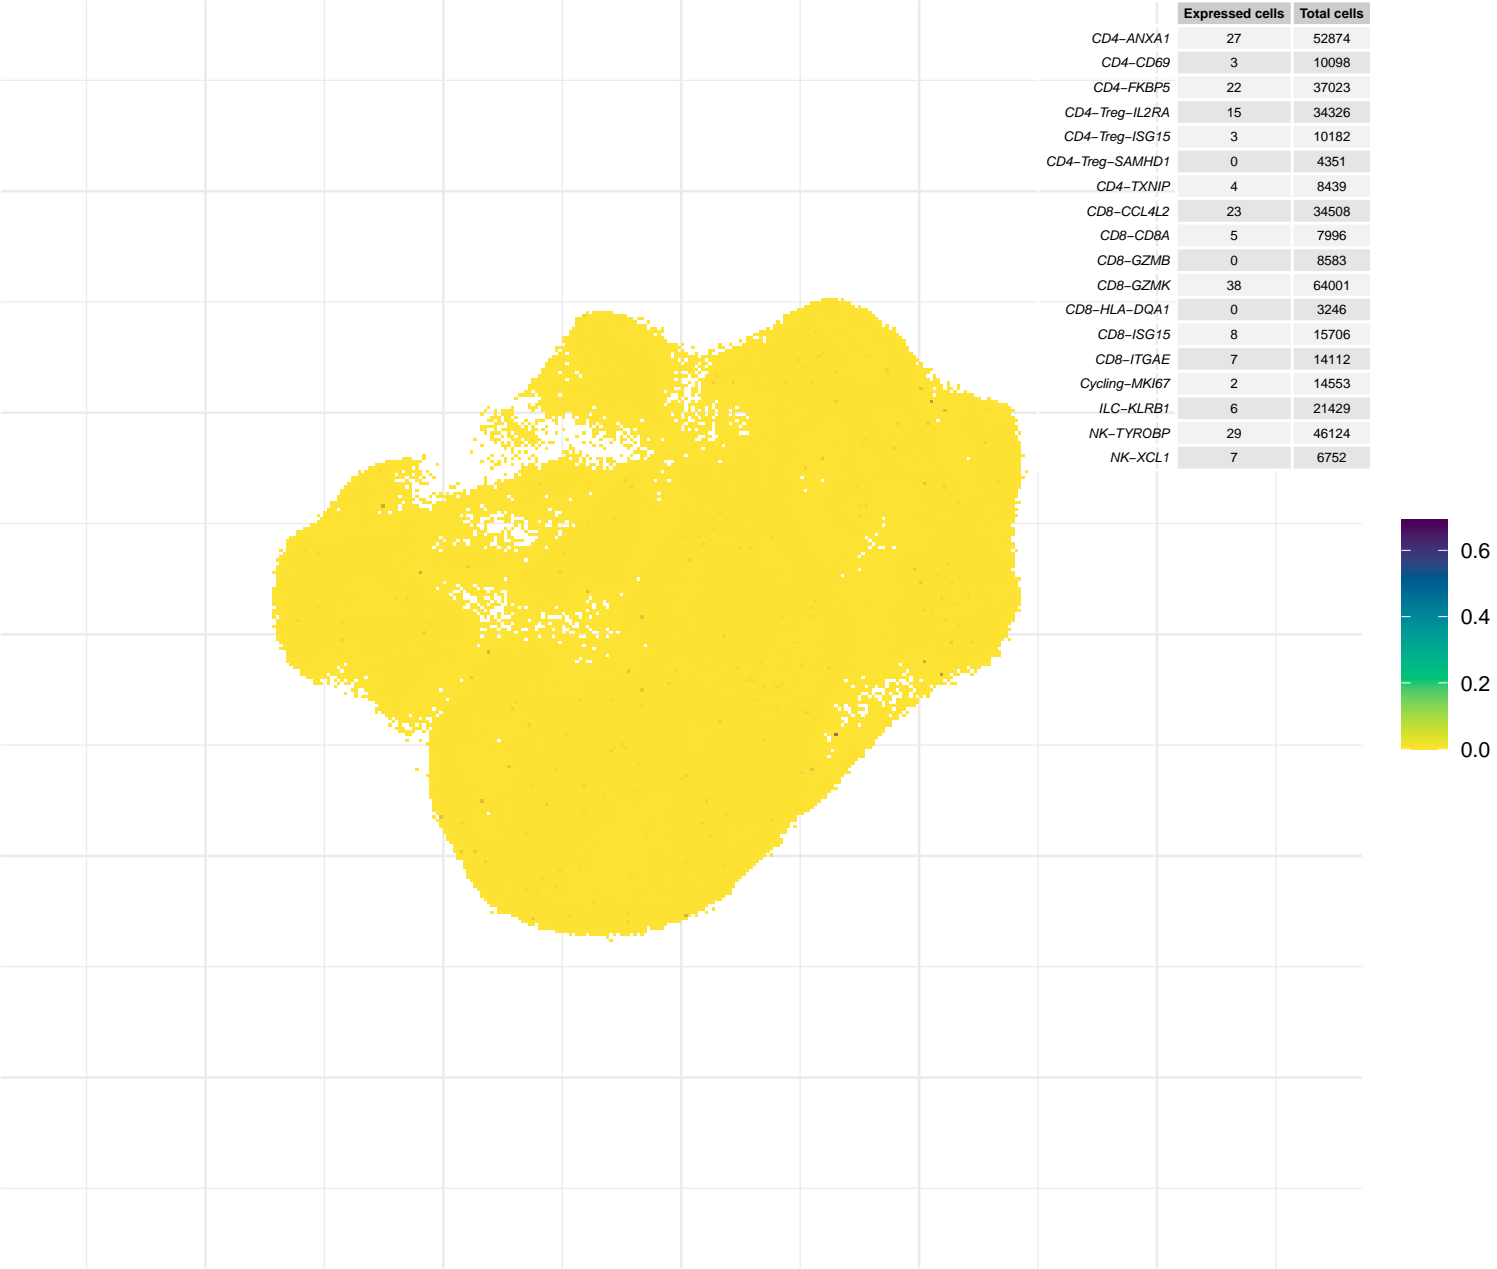 Expressed cells Total cells
CD4−ANXA1 27 52874
CD4−CD69 3 10098
CD4−FKBP5 22 37023
CD4−Treg−IL2RA 15 34326
CD4−Treg−ISG15 3 10182
CD4−Treg−SAMHD1 0 4351
CD4−TXNIP 4 8439
CD8−CCL4L2 23 34508
CD8−CD8A 5 7996
CD8−GZMB 0 8583
CD8−GZMK 38 64001
CD8−HLA−DQA1 0 3246
CD8−ISG15 8 15706
CD8−ITGAE 7 14112
Cycling−MKI67 2 14553
ILC−KLRB1 6 21429
NK−TYROBP 29 46124
NK−XCL1 7 6752
0.6
0.4
0.2
0.0